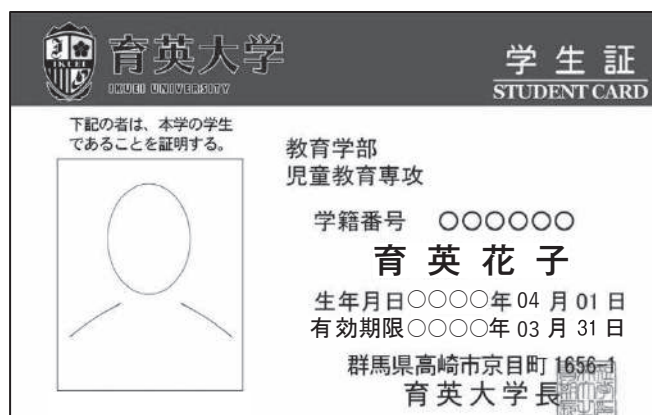 育英大学
IKUEI UNIVERSITY
IKUEI
学生証
STUDENT CARD
下記の者は、本学の学生
であることを証明する。
教育学部
児童教育専攻
学籍番号 ○○○○○○
育英花子
生年月日○○○○年 04 月 01 日
有効期限○○○○年 03 月 31 日
群馬県高崎市京目町 1656-1
育英大学長